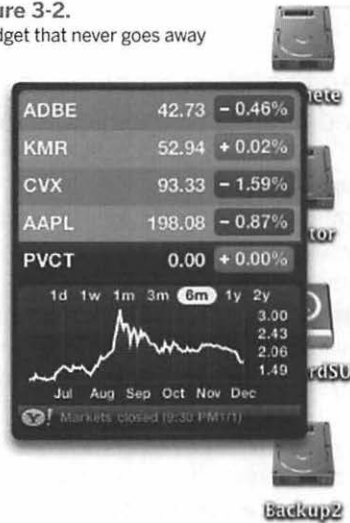 ure 3-2.
dget that never goes away
ete
ADBE 42.73 - 0.46%
KMR 52.94 + 0.02%
CVX 93.33 - 1.59%
tor
AAPL 198.08 - 0.87%
PVCT 0.00 + 0.00%
1d 1w 1m 3m 6m 1y 2y
3.00
2.43
2.06
1.49
rdSU
Jul Aug Sep Oct Nov Dec
Y! Markets closed (9:30 PM 1/1)
Backup2